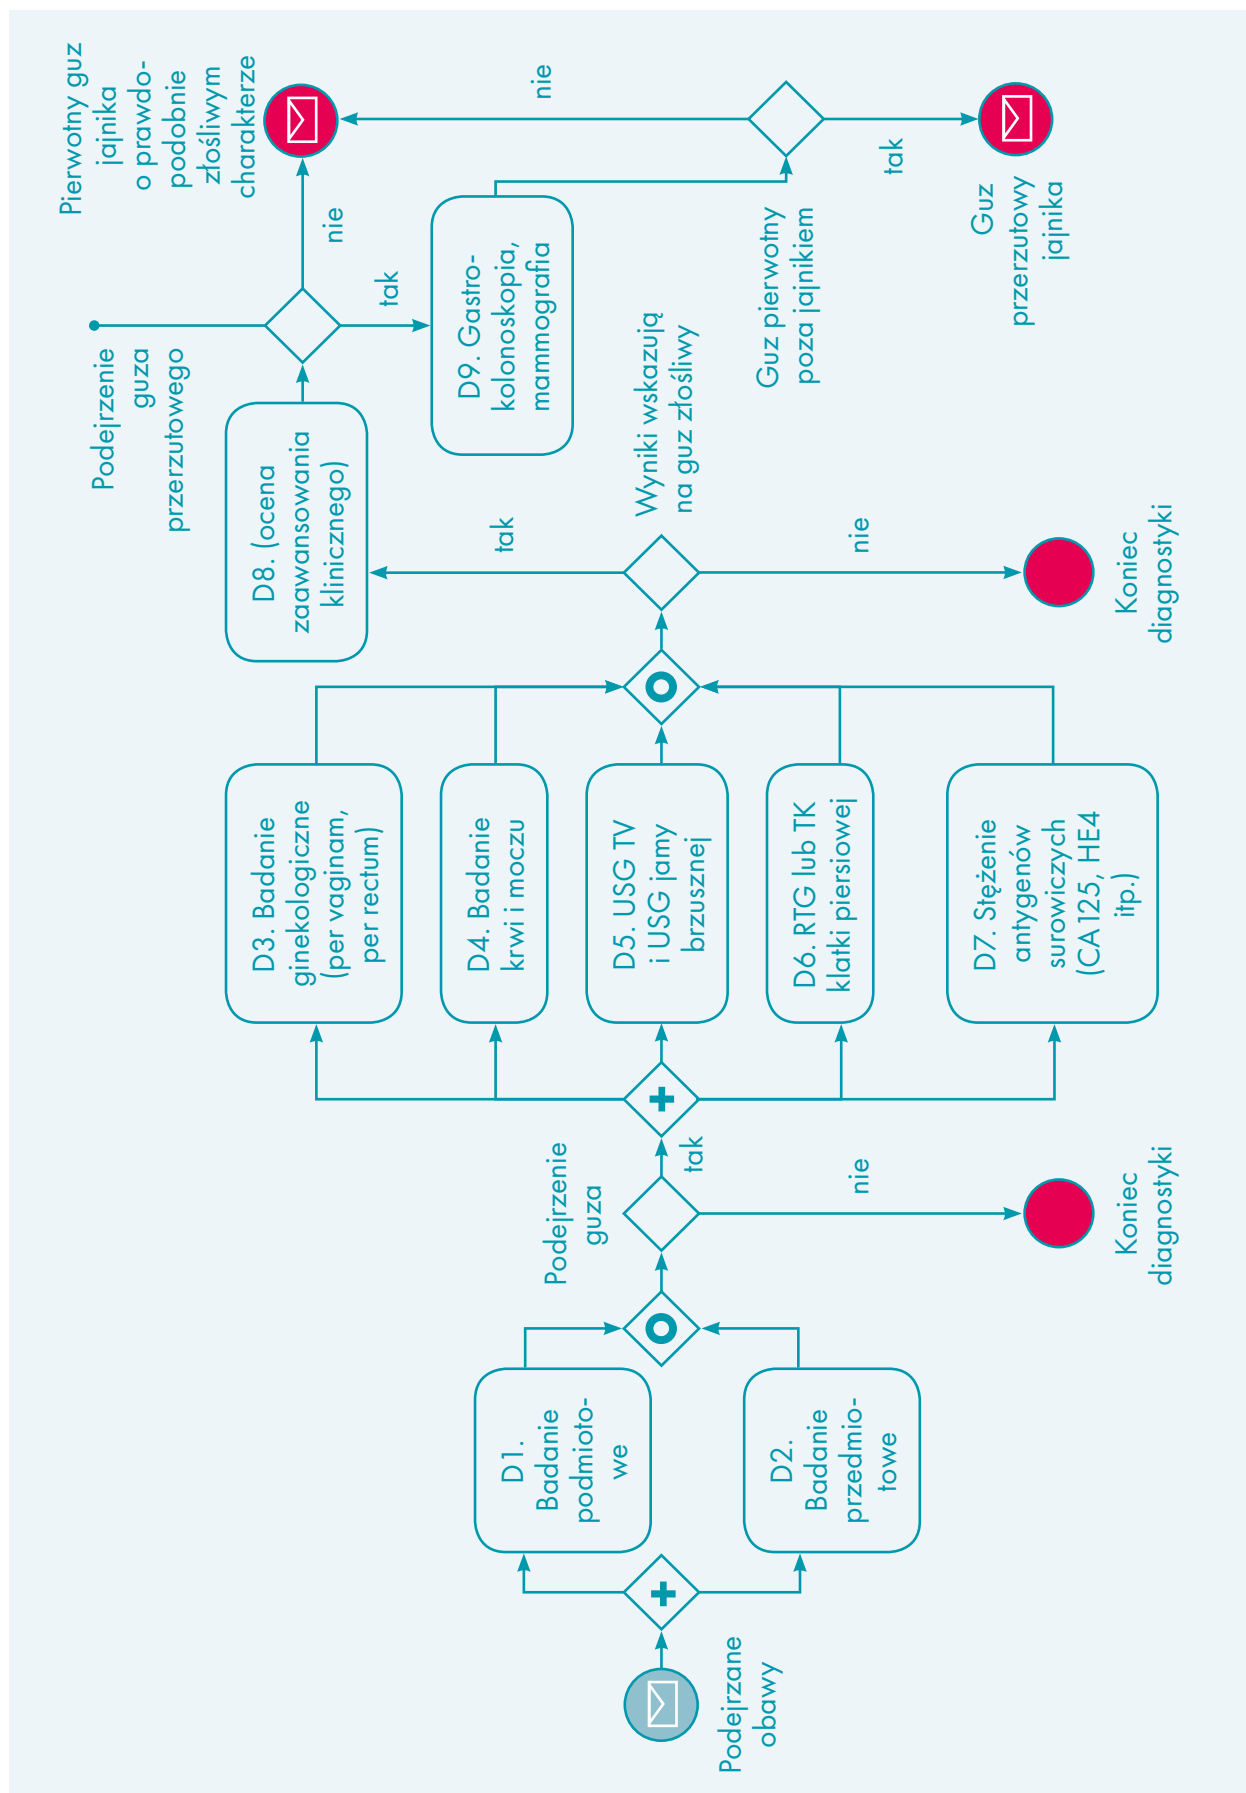 Podejrzane
obawy
D1.
Badanie
podmioto-
we
D2.
Badanie
przedmio-
towe
Podejrzenie
guza
tak
nie
Koniec
diagnostyki
D3. Badanie
ginekologiczne
(per vaginam,
per rectum)
D4. Badanie
krwi i moczu
D5. USG TV
i USG jamy
brzusznej
D6. RTG lub TK
klatki piersiowej
D7. Stężenie
antygenów
surowiczych
(CA 125, HE4
itp.)
Wyniki wskazują
na guz złośliwy
tak
nie
Koniec
diagnostyki
D8. (ocena
zaawansowania
klinicznego)
Podejrzenie
guza
przerzutowego
nie
tak
Pierwotny guz
jajnika
o prawdo-
podobnie
złośliwym
charakterze
D9. Gastro-
kolonoskopia,
mammografia
Guz pierwotny
poza jajnikiem
nie
tak
Guz
przerzutowy
jajnika